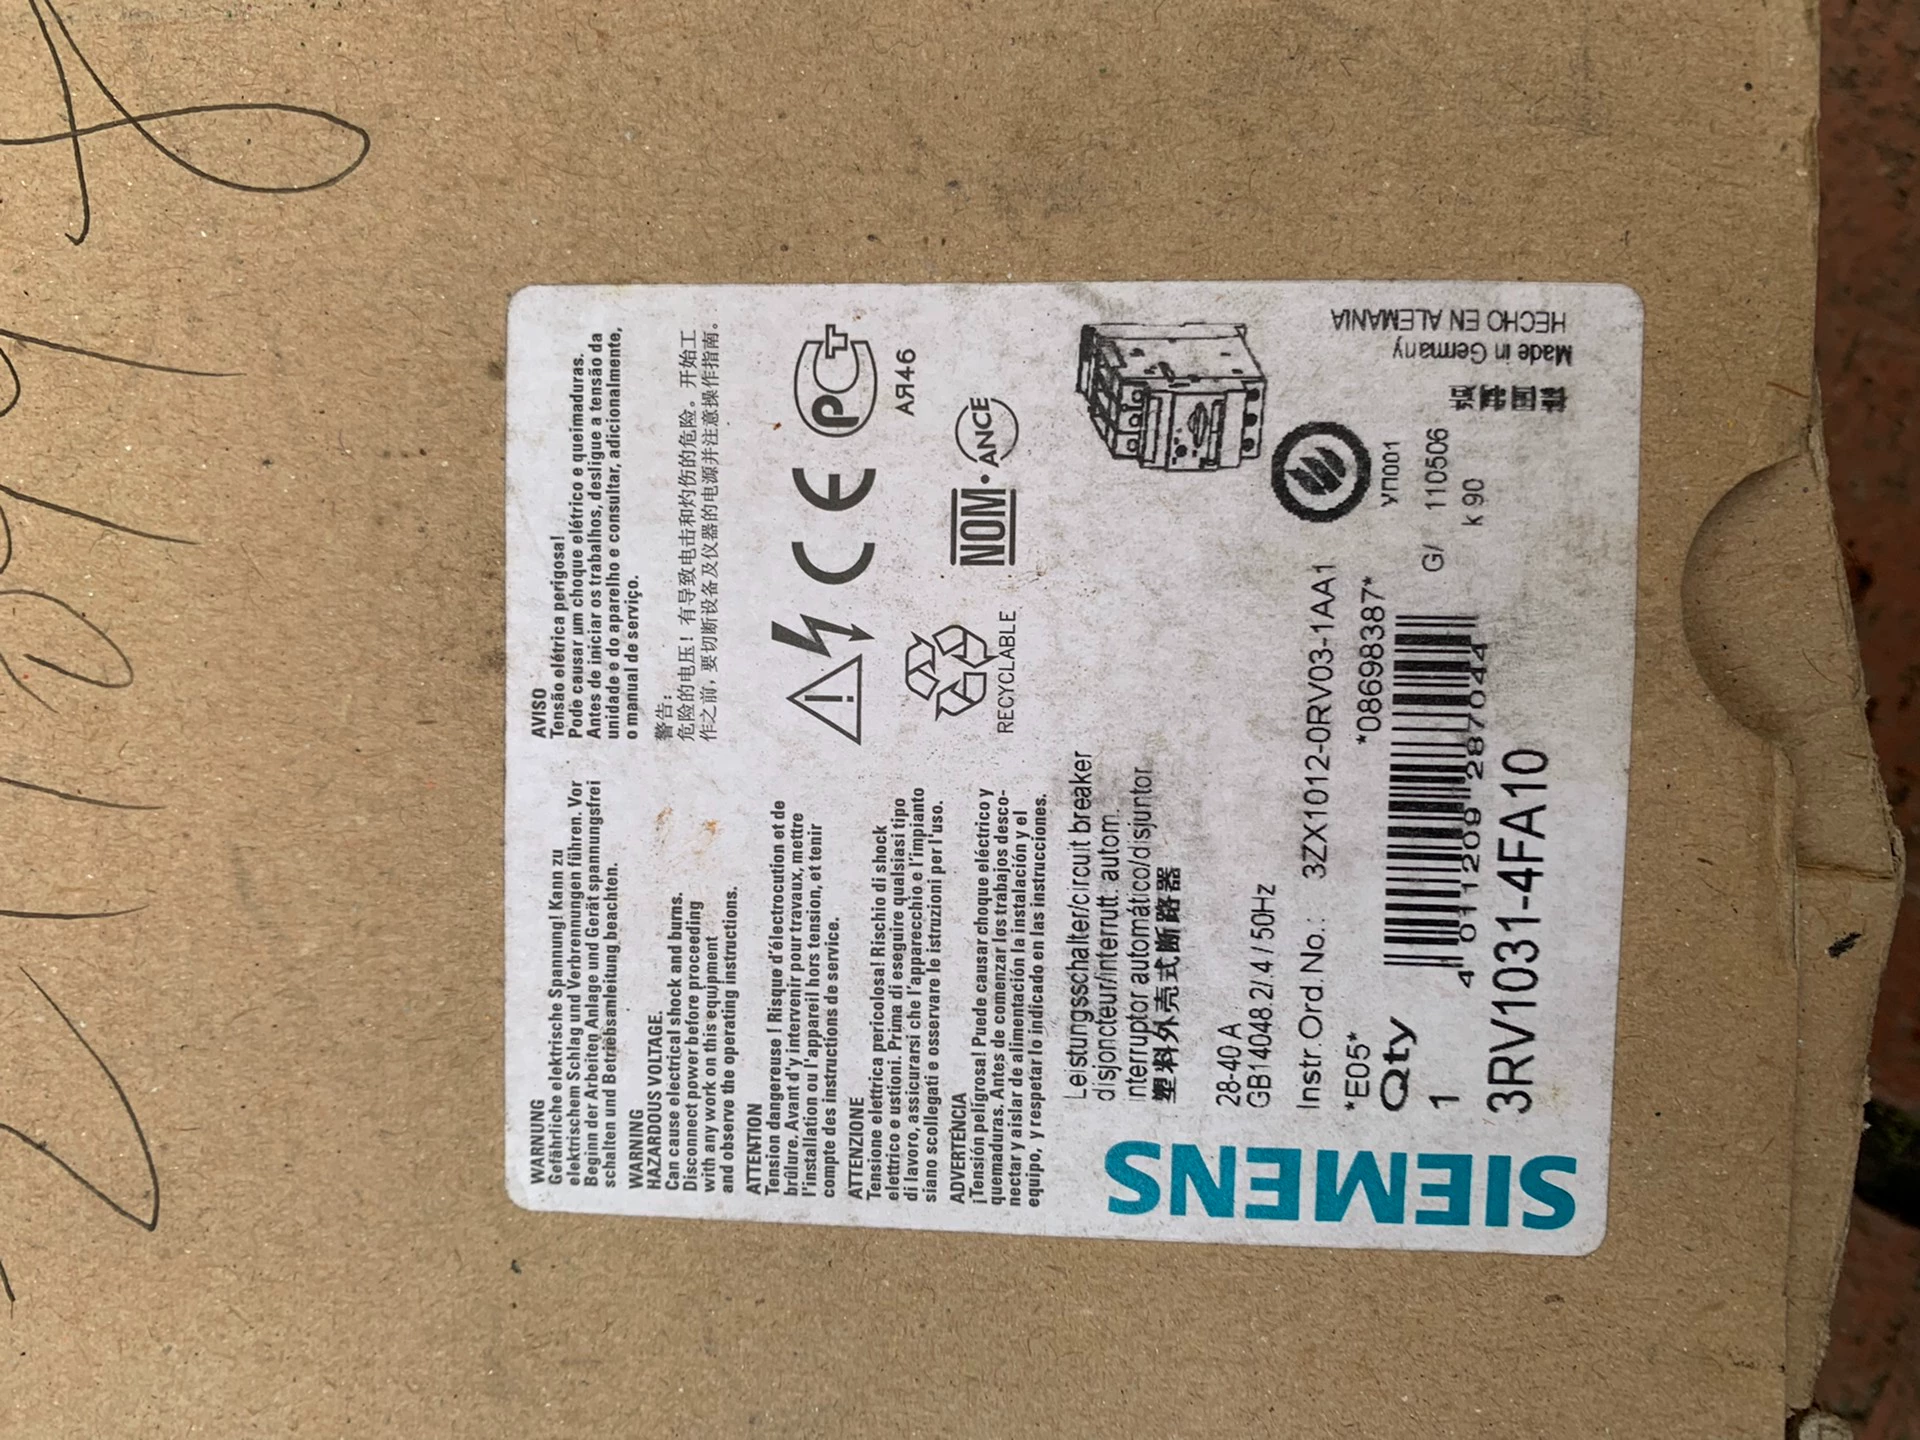 WARNUNG
Gefährliche elektrische Spannung! Kann zu
elektrischem Schlag und Verbrennungen führen. Vor
Beginn der Arbeiten Anlage und Gerät spannungsfrei
schalten und Betriebsamleitung beachten.
WARNING
HAZARDOUS VOLTAGE.
Can cause electrical shock and burns.
Disconnect power before proceeding
with any work on this equipment
and observe the operating instructions.
ATTENTION
Tension dangereuse ! Risque d'électrocution et de
brûlure. Avant d'y intervenir pour travaux, mettre
l'installation ou l'appareil hors tension, et tenir
compte des instructions de service.
ATTENZIONE
Tensione elettrica pericolosa! Rischio di shock
elettrico e ustioni. Prima di eseguire qualsiasi tipo
di lavoro, assicurarsi che l'apparecchio e l'impianto
siano scollegati e osservare le istruzioni per l'uso.
ADVERTENCIA
¡Tensión peligrosa! Puede causar choque eléctrico y
quemaduras. Antes de comenzar los trabajos desco-
nectar y aislar de alimentación la instalación y el
equipo, y respetar lo indicado en las instrucciones.
AVISO
Tensão elétrica perigosa!
Pode causar um choque elétrico e queimaduras.
Antes de iniciar os trabalhos, desligue a tensão da
unidade e do aparelho e consultar, adicionalmente,
o manual de serviço.
警告:
危险的电压! 有导致电击和灼伤的危险。开始工
作之前, 要切断设备及仪器的电源并注意操作指南。
CE
PCT
АЯ46
RECYCLABLE
NOM·ANCE
SIEMENS
Leistungsschalter/circuit breaker
disjoncteur/interrutt. autom.
interruptor automático/disjuntor
塑料外壳式断路器
28-40 A
GB14048.2/.4 / 50Hz
Instr.Ord.No.: 3ZX1012-0RV03-1AA1
УП001
*E05* *08698387*
Qty
1
G/ 110506
k 90
4 011209 287044
3RV1031-4FA10
德国制造
Made in Germany
HECHO EN ALEMANIA